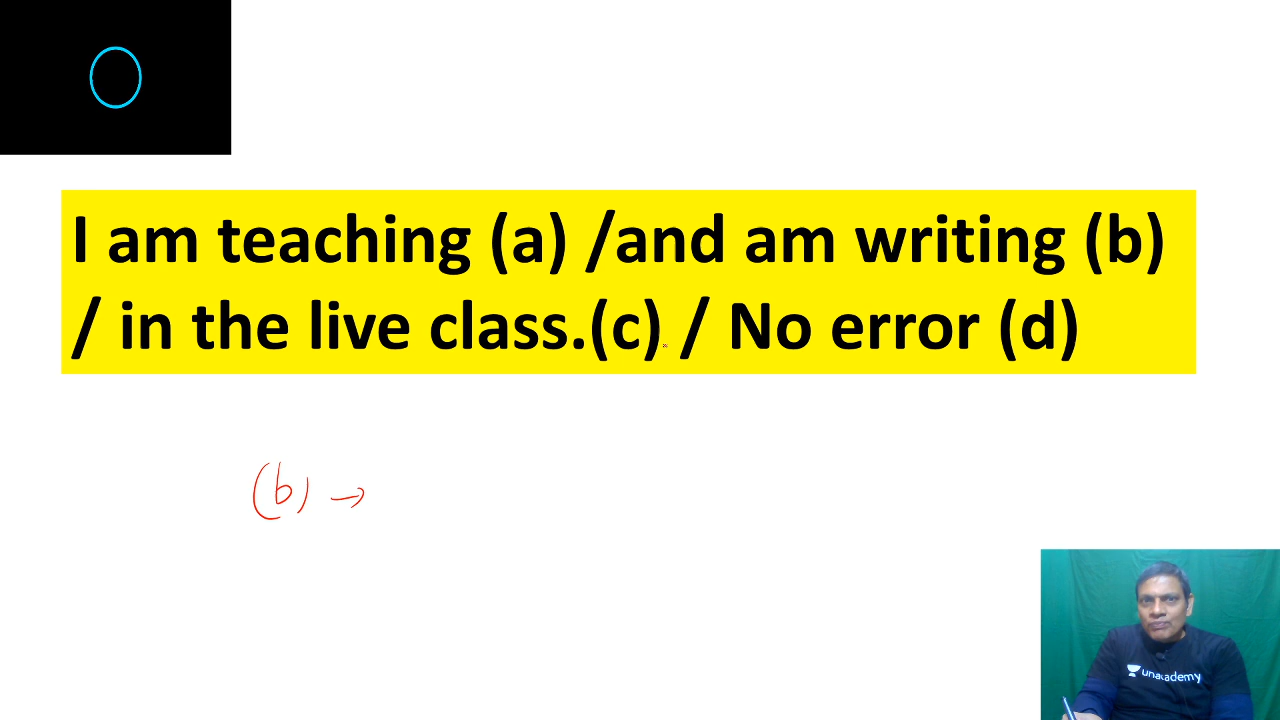 I am teaching (a) /and am writing (b)
/ in the live class.(c) / No error (d)
(b) →
unacademy